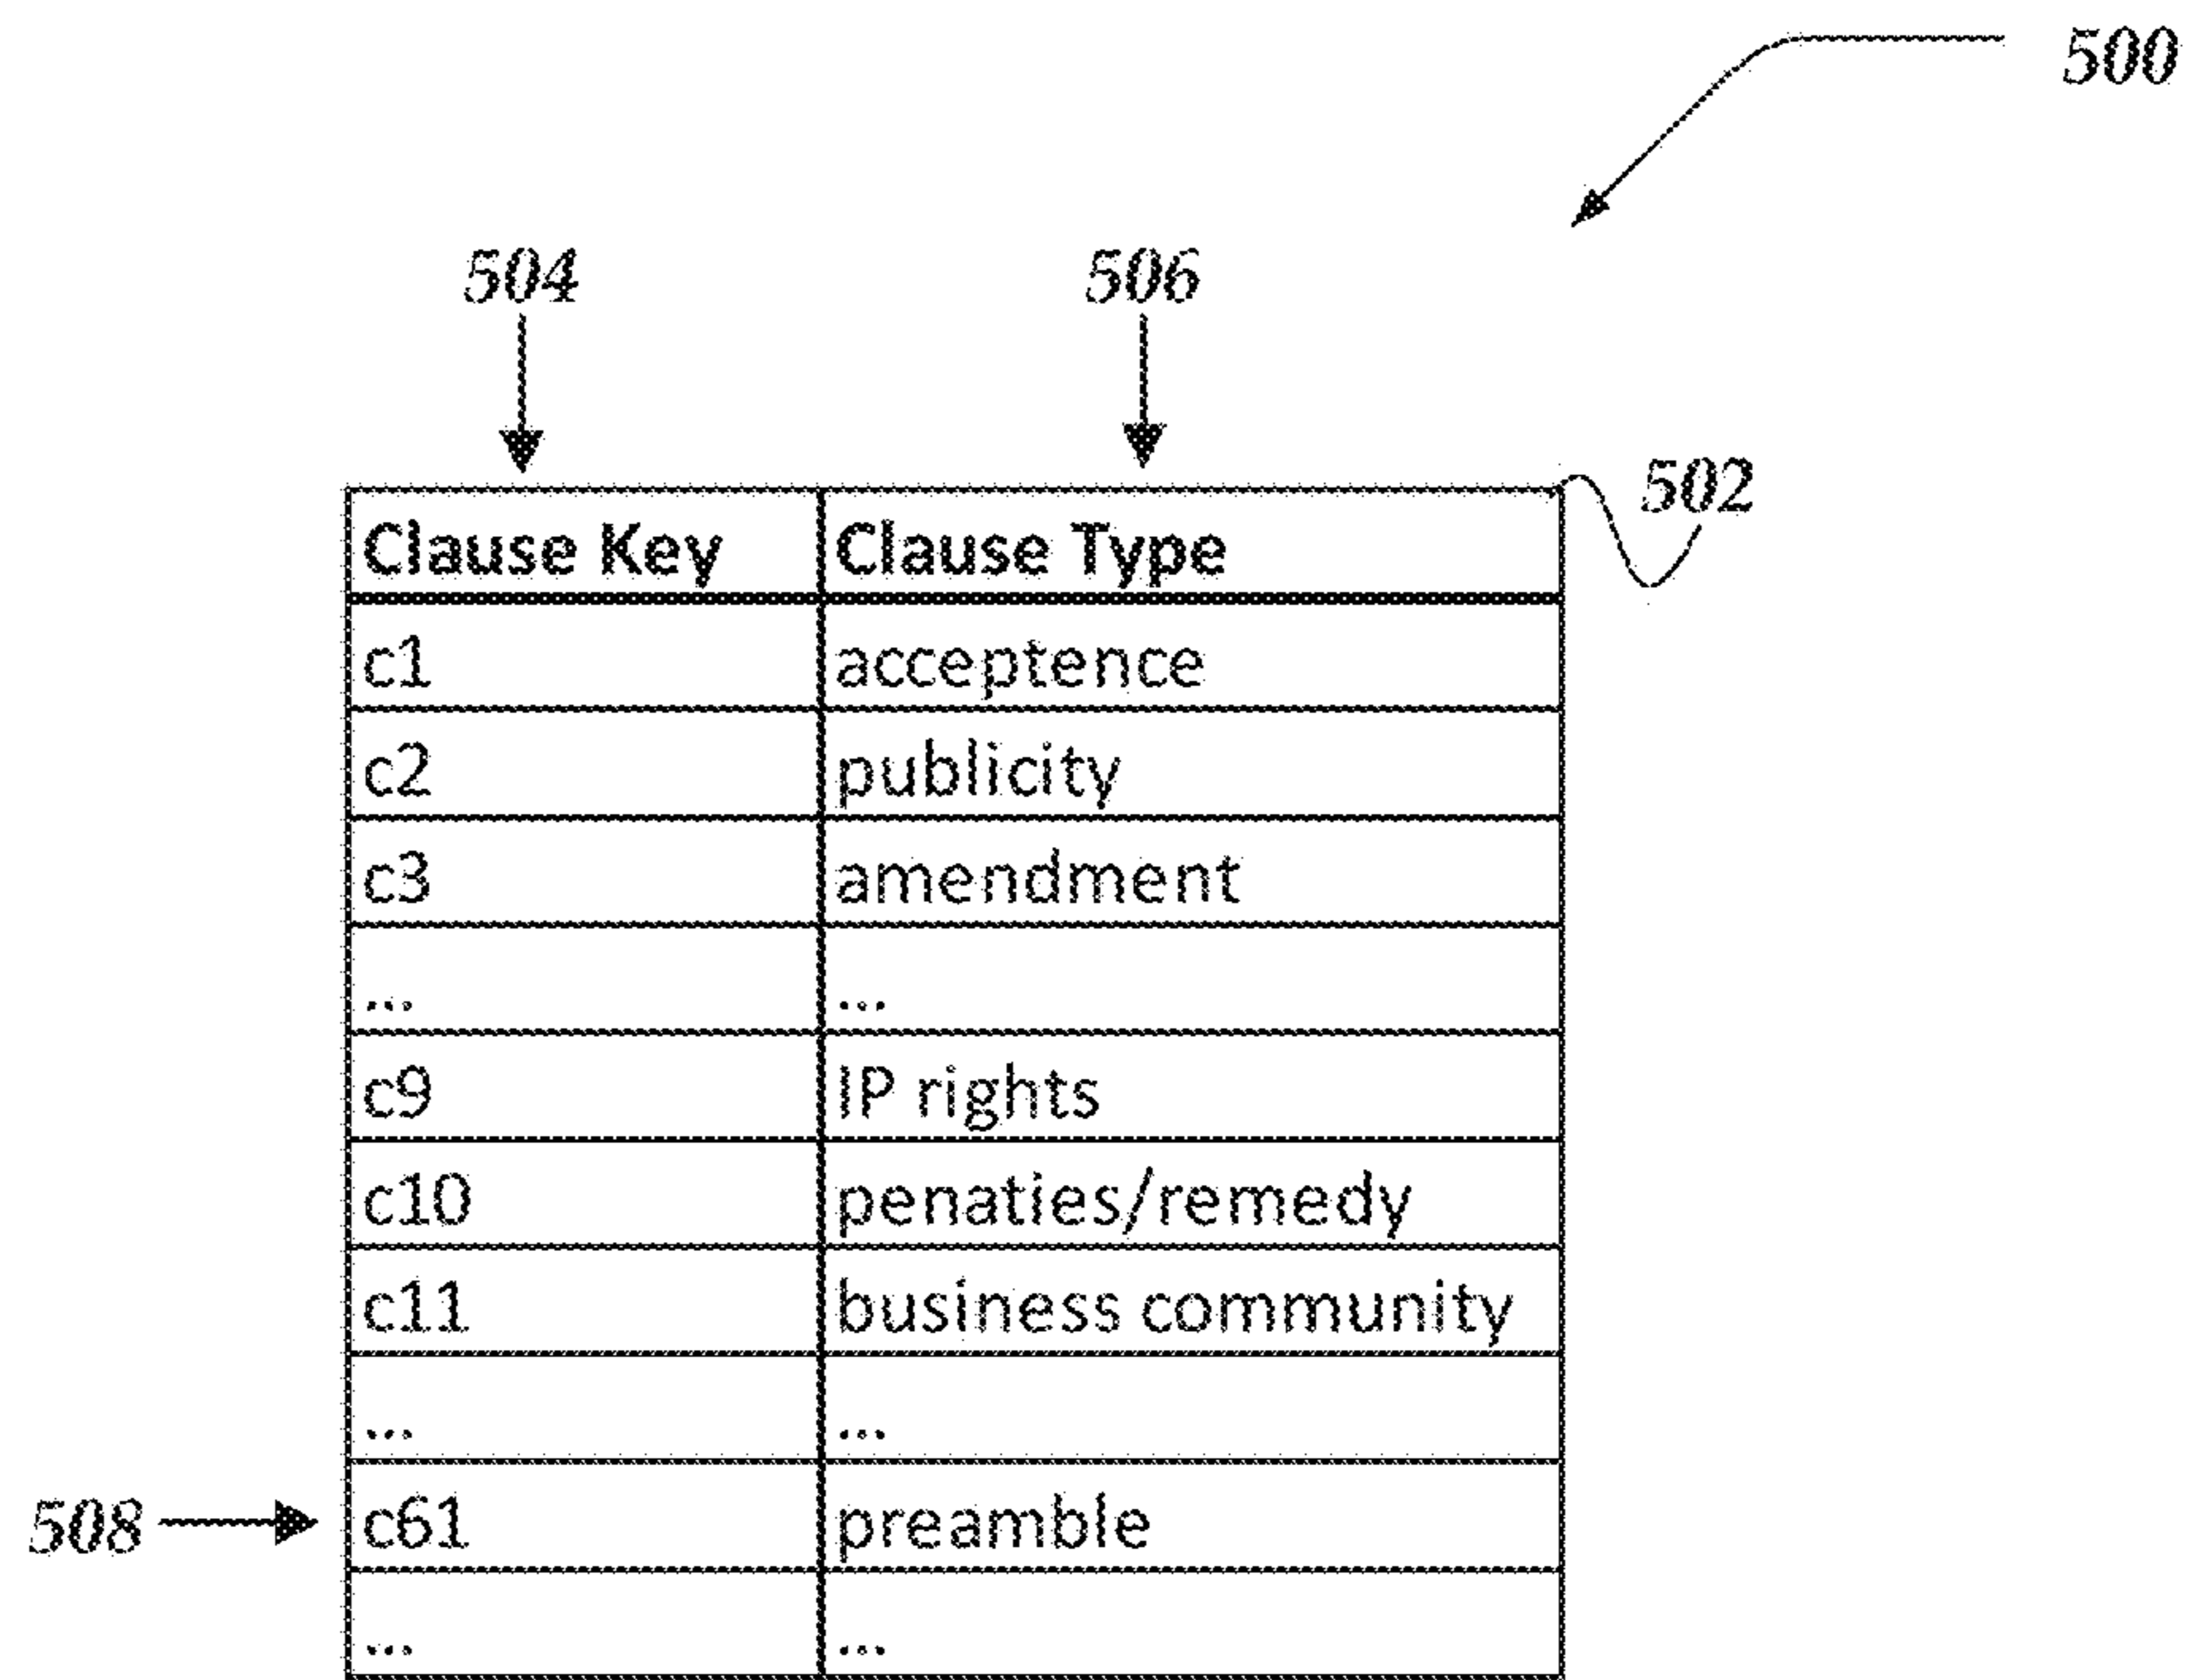 500
504 506
502
Clause Key Clause Type
c1 acceptence
c2 publicity
c3 amendment
... ...
c9 IP rights
c10 penaties/remedy
c11 business community
... ...
508 c61 preamble
... ...